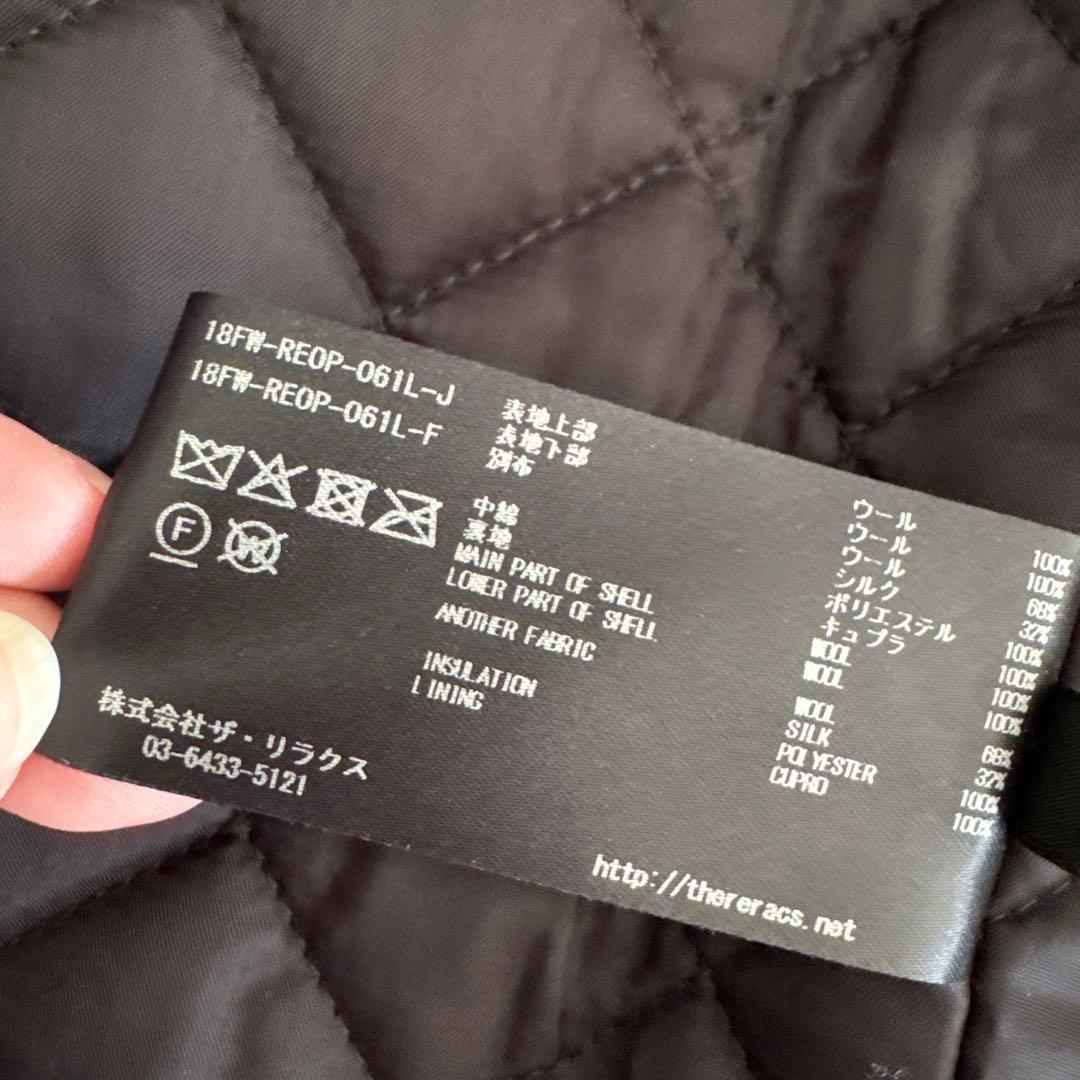 18FW-REOP-061L-J
18FW-REOP-061L-F
F
W
表地上部 ウール 100%
表地下部 ウール 100%
別布 ウール 68%
シルク 32%
中綿 ポリエステル 100%
裏地 キュプラ 100%
MAIN PART OF SHELL WOOL 100%
LOWER PART OF SHELL WOOL 100%
ANOTHER FABRIC WOOL 68%
SILK 32%
INSULATION POLYESTER 100%
LINING CUPRO 100%
株式会社ザ・リラクス
03-6433-5121
http://thereracs.net